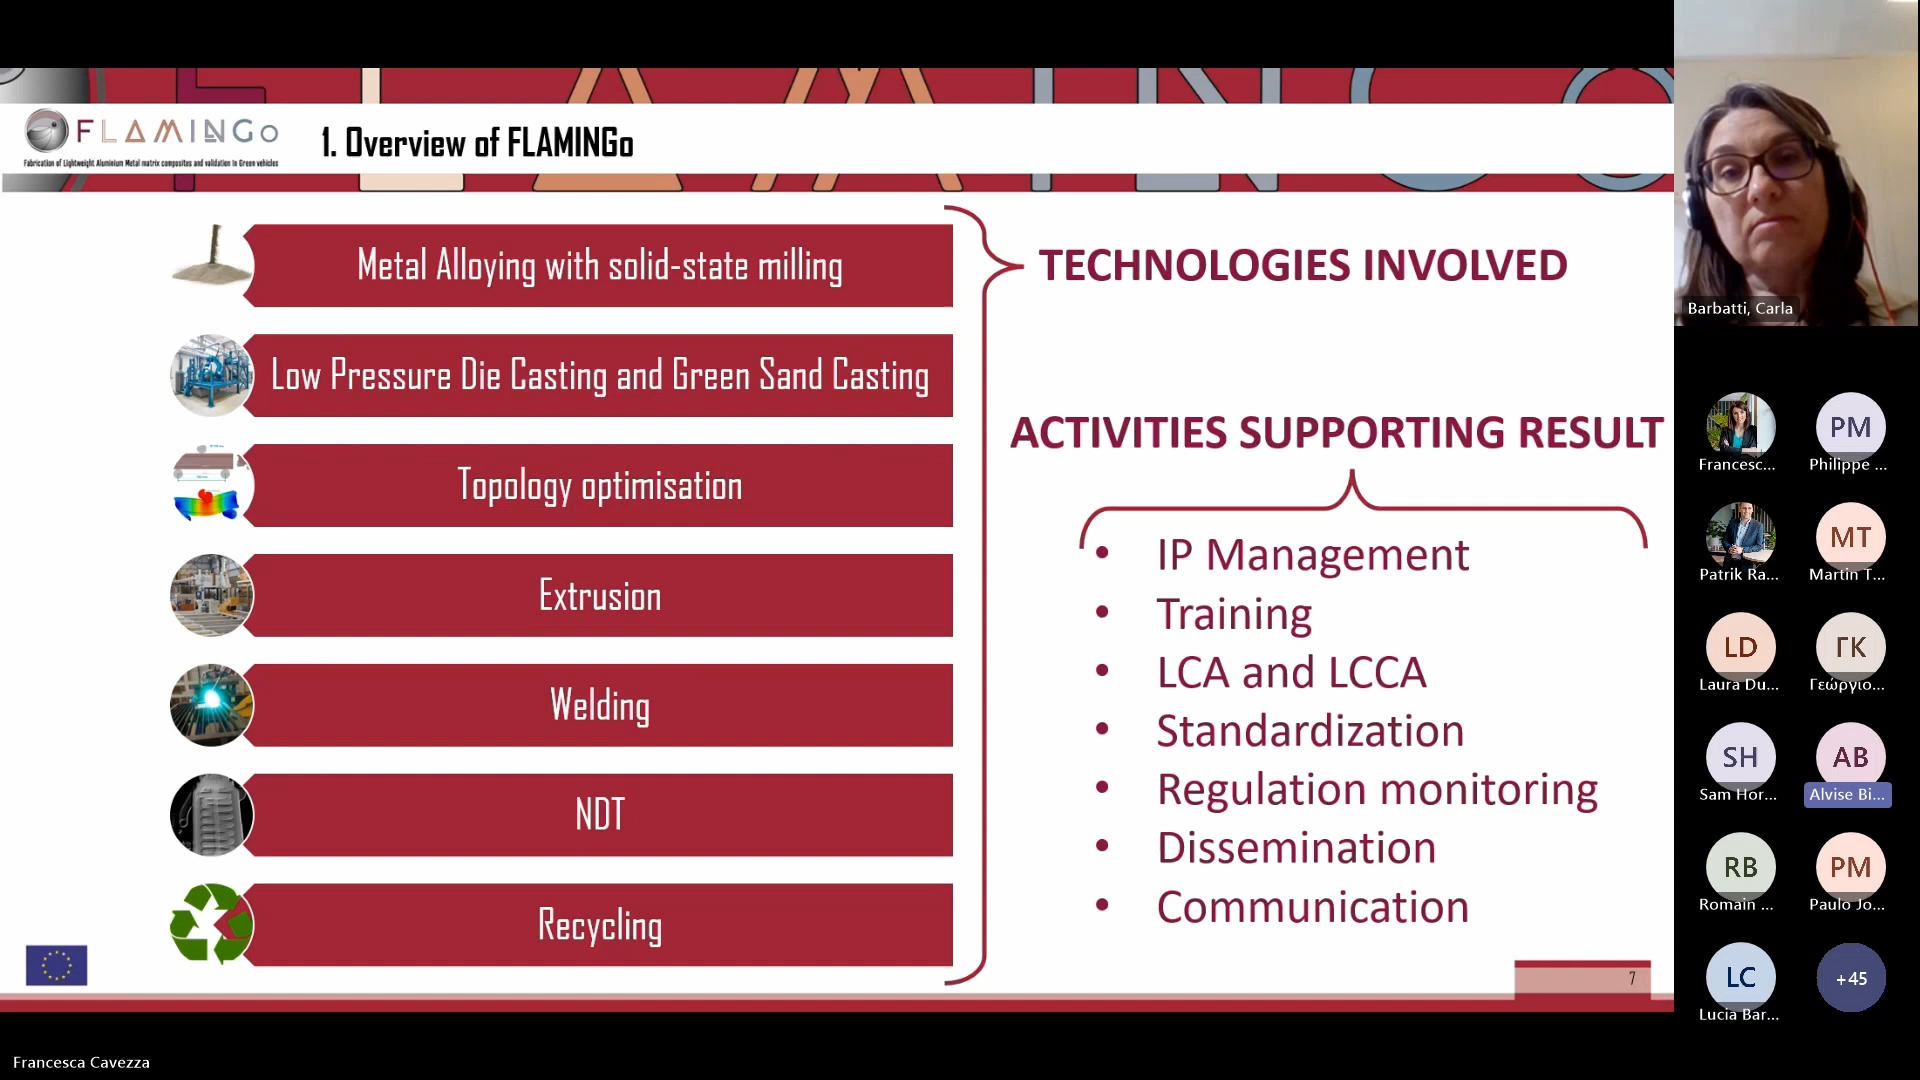 FLAMINGo
FLAMINGo
Fabrication of Lightweight Aluminium Metal matrix composites and validation In Green vehicles
1. Overview of FLAMINGo
Metal Alloying with solid-state milling
Low Pressure Die Casting and Green Sand Casting
Topology optimisation
Extrusion
Welding
NDT
Recycling
TECHNOLOGIES INVOLVED
ACTIVITIES SUPPORTING RESULT
• IP Management
• Training
• LCA and LCCA
• Standardization
• Regulation monitoring
• Dissemination
• Communication
7
Barbatti, Carla
Francesc...
PM
Philippe ...
Patrik Ra...
MT
Martin T...
LD
Laura Du...
ΓΚ
Γεώργιο...
SH
Sam Hor...
AB
Alvise Bi...
RB
Romain ...
PM
Paulo Jo...
LC
Lucia Bar...
+45
Francesca Cavezza